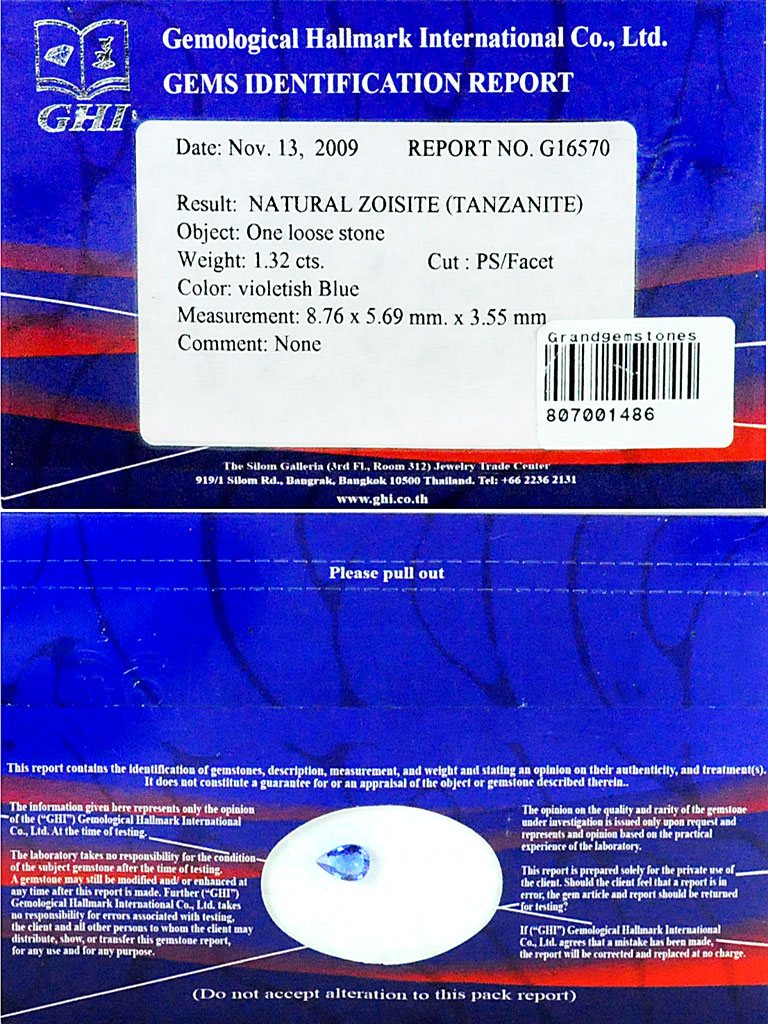 Gemological Hallmark International Co., Ltd.
GEMS IDENTIFICATION REPORT
GHI
Date: Nov. 13, 2009 REPORT NO. G16570
Result: NATURAL ZOISITE (TANZANITE)
Object: One loose stone
Weight: 1.32 cts. Cut : PS/Facet
Color: violetish Blue
Measurement: 8.76 x 5.69 mm. x 3.55 mm
Comment: None
Grandgemstones
807001486
The Silom Galleria (3rd Fl., Room 312) Jewelry Trade Center
919/1 Silom Rd., Bangrak, Bangkok 10500 Thailand. Tel: +66 2236 2131
www.ghi.co.th
Please pull out
This report contains the identification of gemstones, description, measurement, and weight and stating an opinion on their authenticity, and treatment(s).
It does not constitute a guarantee for or an appraisal of the object or gemstone described therein..
The information given here represents only the opinion
of the ("GHI") Gemological Hallmark International
Co., Ltd. At the time of testing.
The laboratory takes no responsibility for the condition
of the subject gemstone after the time of testing.
A gemstone may still be modified and/ or enhanced at
any time after this report is made. Further ("GHI")
Gemological Hallmark International Co., Ltd. takes
no responsibility for errors associated with testing,
the client and all other persons to whom the client may
distribute, show, or transfer this gemstone report,
for any use and for any purpose.
The opinion on the quality and rarity of the gemstone
under investigation is issued only upon request and
represents and opinion based on the practical
experience of the laboratory.
This report is prepared solely for the private use of
the client. Should the client feel that a report is in
error, the gem article and report should be returned
for testing?
If ("GHI") Gemological Hallmark International
Co., Ltd. agrees that a mistake has been made,
the report will be corrected and replaced at no charge.
(Do not accept alteration to this pack report)